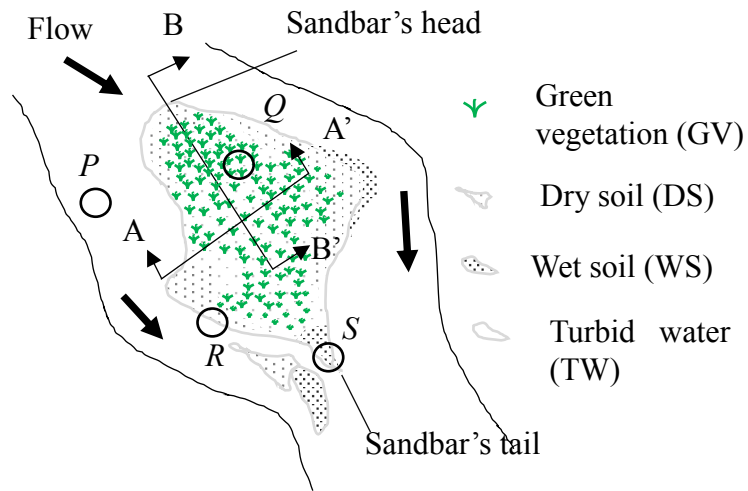 Flow
B
Sandbar's head
Q
A'
P
A
B'
R
S
Sandbar's tail
Green
vegetation (GV)
Dry soil (DS)
Wet soil (WS)
Turbid water
(TW)